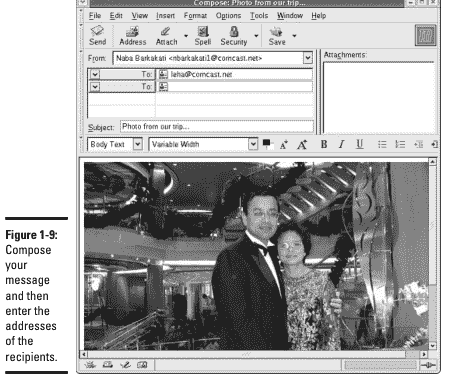 Compose: Photo from our trip...
File Edit View Insert Format Options Tools Window Help
Send Address Attach Spell Security Save
From: Naba Barkakati <nbarkakati1@comcast.net>
Attachments:
To: leha@comcast.net
To:
Subject: Photo from our trip...
Body Text Variable Width
B I U
Figure 1-9:
Compose
your
message
and then
enter the
addresses
of the
recipients.